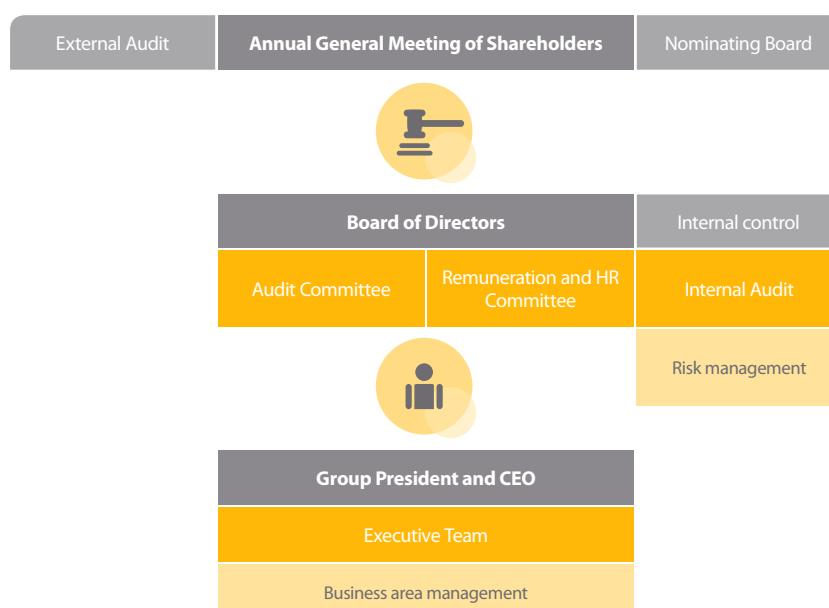 External Audit
Annual General Meeting of Shareholders
Nominating Board
Board of Directors
Internal control
Audit Committee
Remuneration and HR
Committee
Internal Audit
Risk management
Group President and CEO
Executive Team
Business area management